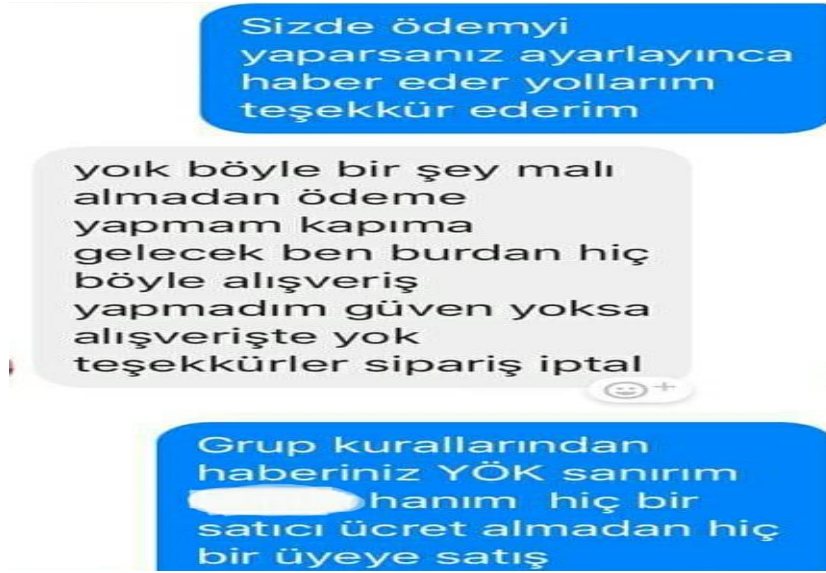 Sizde ödemyi
yaparsanız ayarlayınca
haber eder yollarım
teşekkür ederim
yoık böyle bir şey malı
almadan ödeme
yapmam kapıma
gelecek ben burdan hiç
böyle alışveriş
yapmadım güven yoksa
alışverişte yok
teşekkürler sipariş iptal
Grup kurallarından
haberiniz YÖK sanırım
hanım hiç bir
satıcı ücret almadan hiç
bir üyeye satış